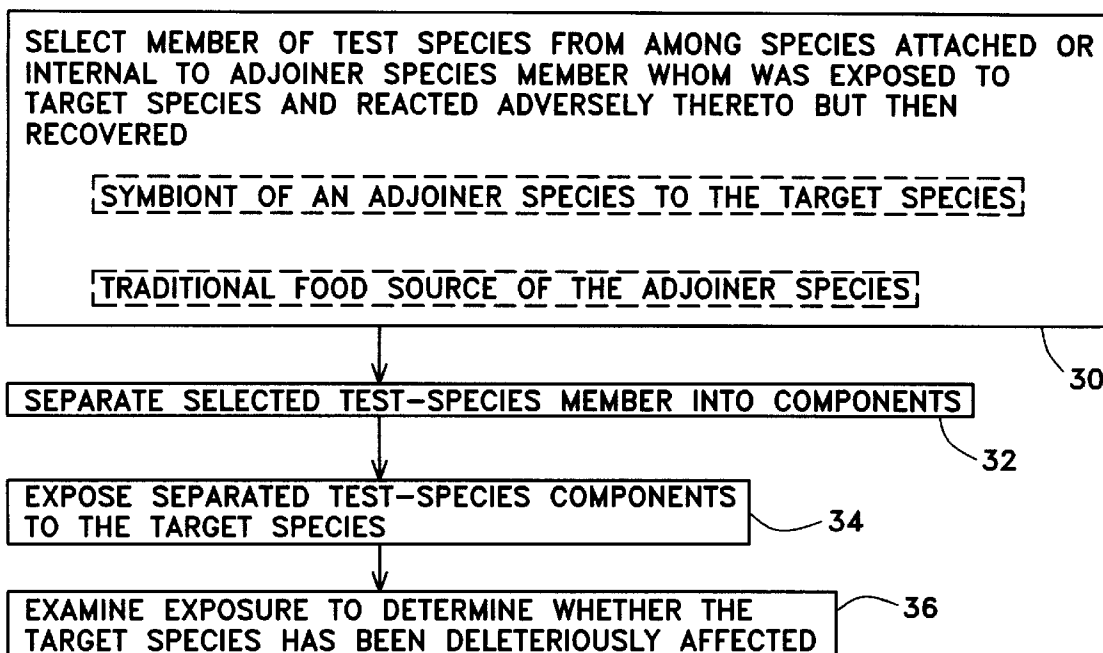 SELECT MEMBER OF TEST SPECIES FROM AMONG SPECIES ATTACHED OR
INTERNAL TO ADJOINER SPECIES MEMBER WHOM WAS EXPOSED TO
TARGET SPECIES AND REACTED ADVERSELY THERETO BUT THEN
RECOVERED
SYMBIONT OF AN ADJOINER SPECIES TO THE TARGET SPECIES
TRADITIONAL FOOD SOURCE OF THE ADJOINER SPECIES
30
SEPARATE SELECTED TEST-SPECIES MEMBER INTO COMPONENTS
32
EXPOSE SEPARATED TEST-SPECIES COMPONENTS
TO THE TARGET SPECIES
34
EXAMINE EXPOSURE TO DETERMINE WHETHER THE
TARGET SPECIES HAS BEEN DELETERIOUSLY AFFECTED
36